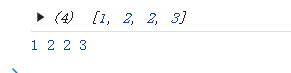 ▶ (4) [1, 2, 2, 3]
1 2 2 3